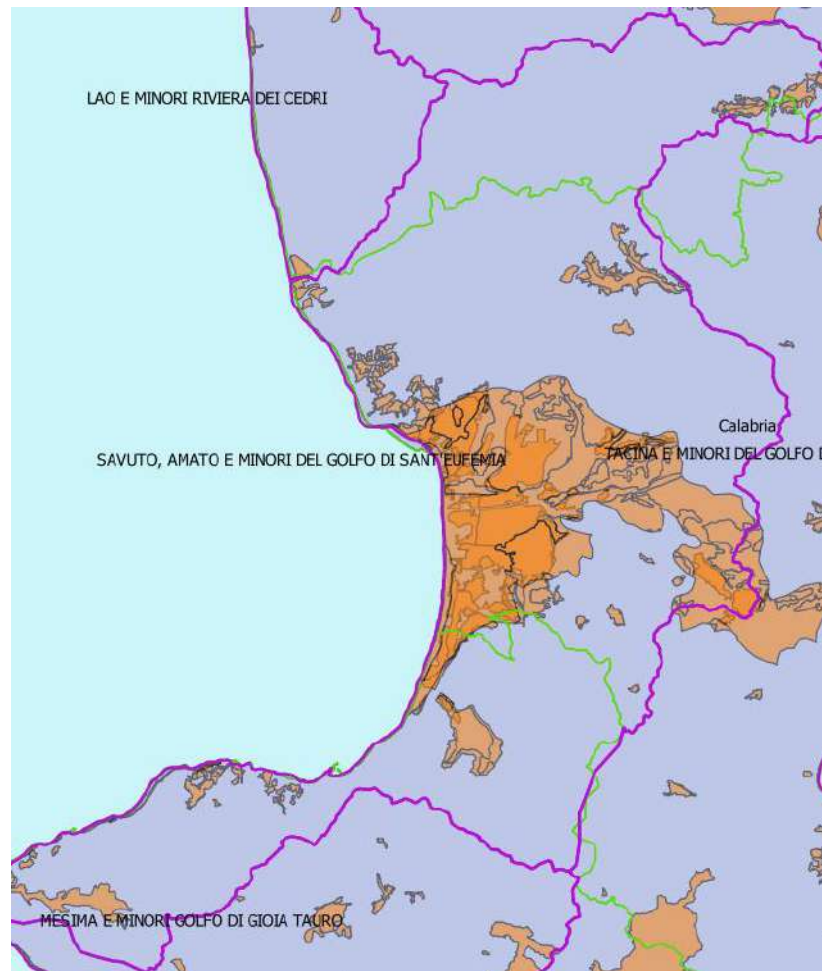 LAO E MINORI RIVIERA DEI CEDRI
Calabria
SAVUTO, AMATO E MINORI DEL GOLFO DI SANT'EUFEMIA
TACINA E MINORI DEL GOLFO D
MESIMA E MINORI GOLFO DI GIOIA TAURO